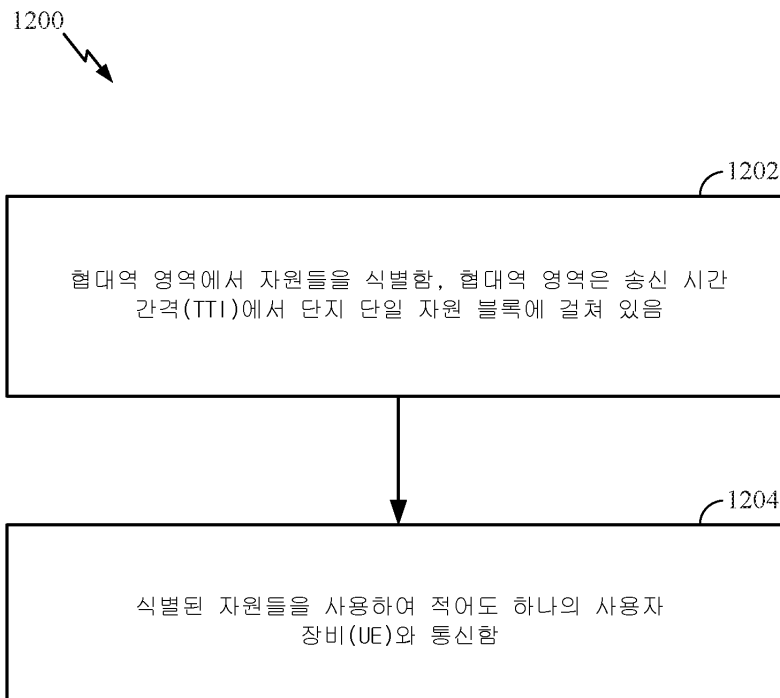 1200
1202
협대역 영역에서 자원들을 식별함, 협대역 영역은 송신 시간
간격(TTI)에서 단지 단일 자원 블록에 걸쳐 있음
1204
식별된 자원들을 사용하여 적어도 하나의 사용자
장비(UE)와 통신함